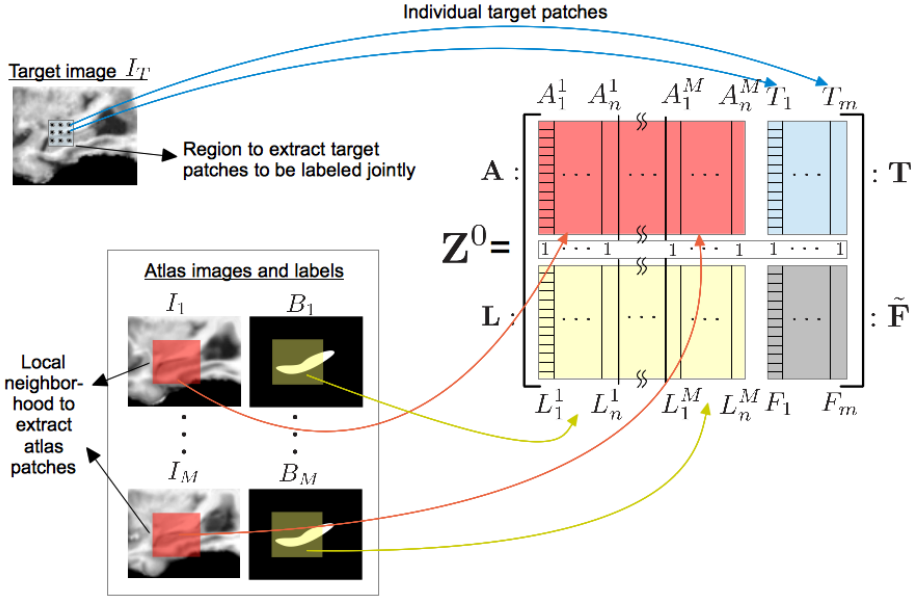 Individual target patches
Target image I_T
Region to extract target
patches to be labeled jointly
A_1^1 A_n^1 A_1^M A_n^M T_1 T_m
A : · · · · · · · · · · · · : T
Z^0 =
1 · · · 1 1 · · · 1 1 · · · 1
L : · · · · · · · · · · · · : F̃
L_1^1 L_n^1 L_1^M L_n^M F_1 F_m
Atlas images and labels
I_1 B_1
Local
neighbor-
hood to
extract
atlas
patches
I_M B_M